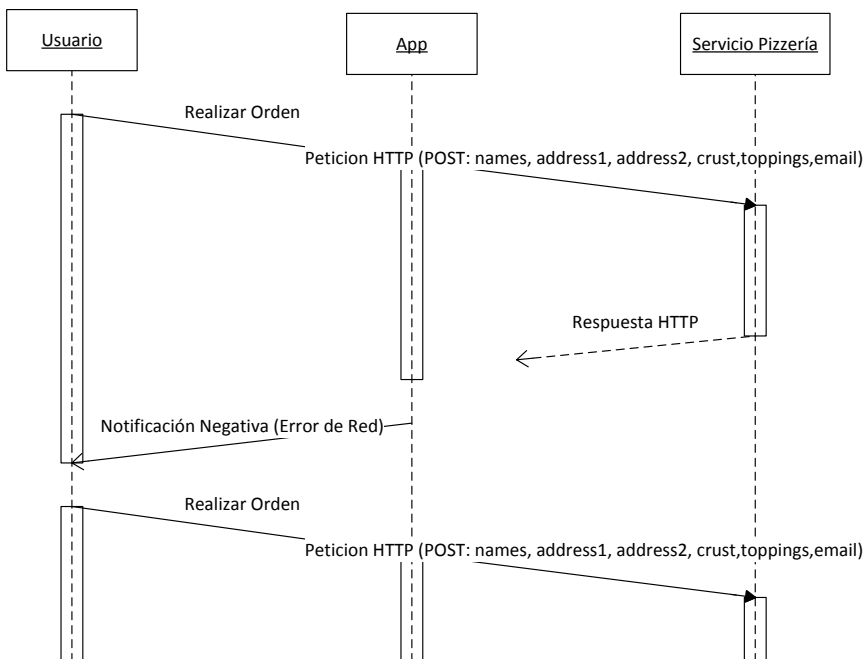 Usuario
App
Servicio Pizzería
Realizar Orden
Peticion HTTP (POST: names, address1, address2, crust,toppings,email)
Respuesta HTTP
Notificación Negativa (Error de Red)
Realizar Orden
Peticion HTTP (POST: names, address1, address2, crust,toppings,email)